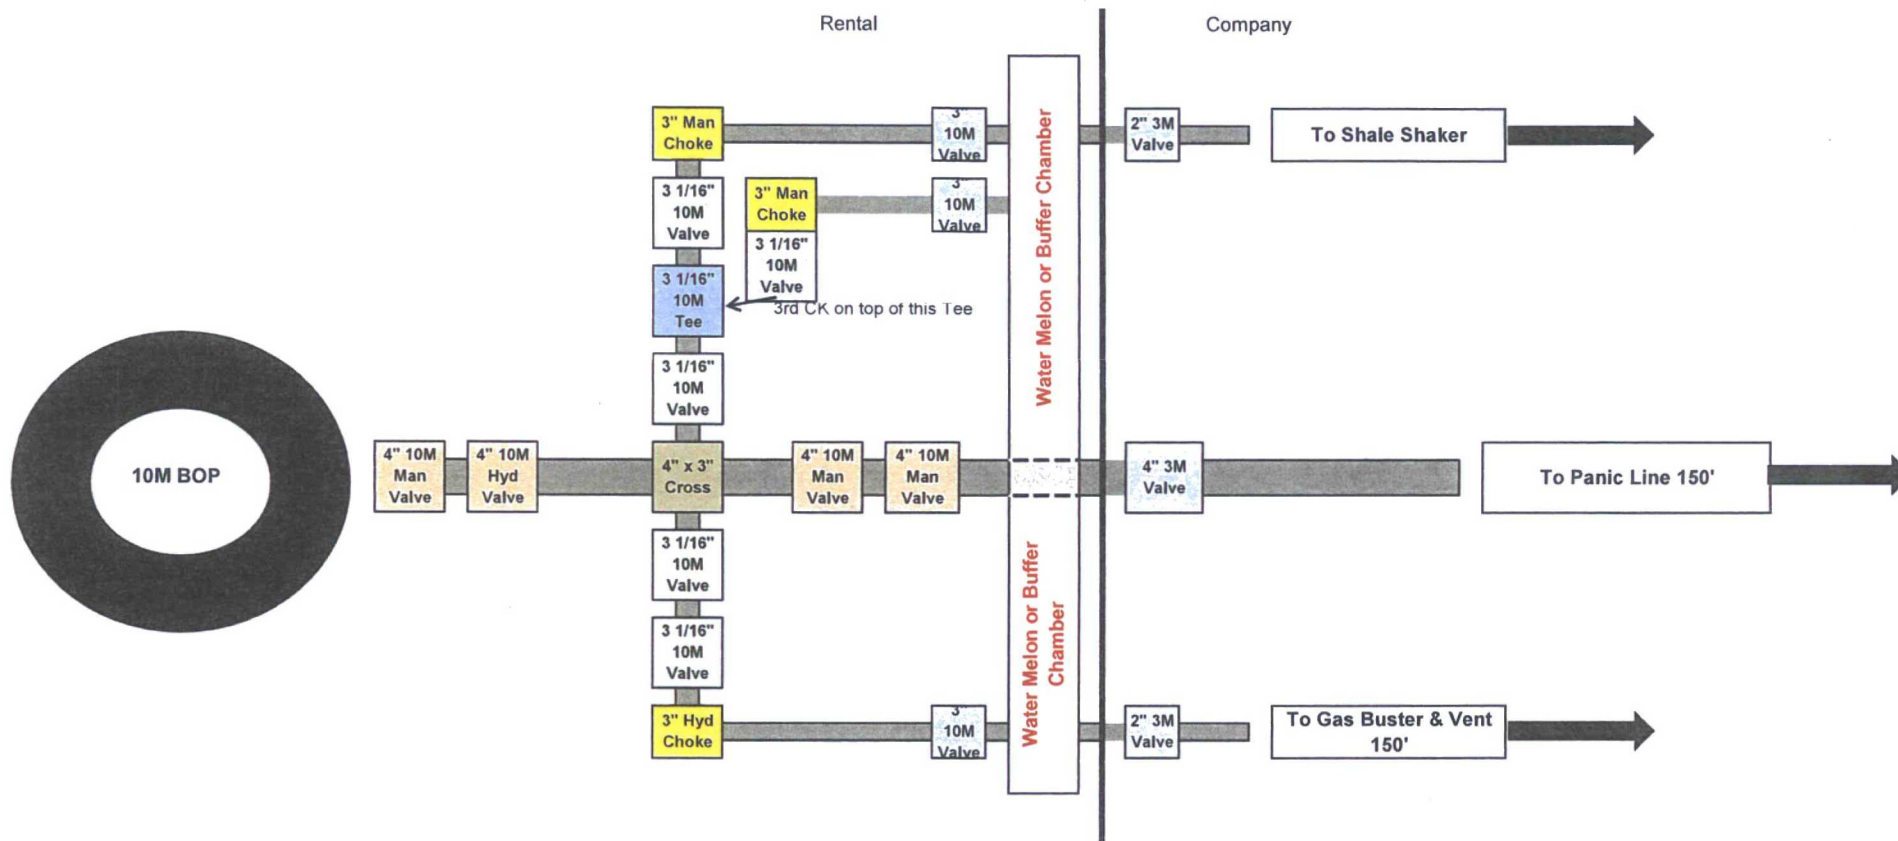 Rental
Company
3" Man
Choke
3"
10M
Valve
2" 3M
Valve
To Shale Shaker
3 1/16"
10M
Valve
3" Man
Choke
3"
10M
Valve
3 1/16"
10M
Valve
3 1/16"
10M
Tee
3rd CK on top of this Tee
Water Melon or Buffer Chamber
3 1/16"
10M
Valve
10M BOP
4" 10M
Man
Valve
4" 10M
Hyd
Valve
4" x 3"
Cross
4" 10M
Man
Valve
4" 10M
Man
Valve
4" 3M
Valve
To Panic Line 150'
3 1/16"
10M
Valve
Water Melon or Buffer
Chamber
3 1/16"
10M
Valve
3" Hyd
Choke
3"
10M
Valve
2" 3M
Valve
To Gas Buster & Vent
150'